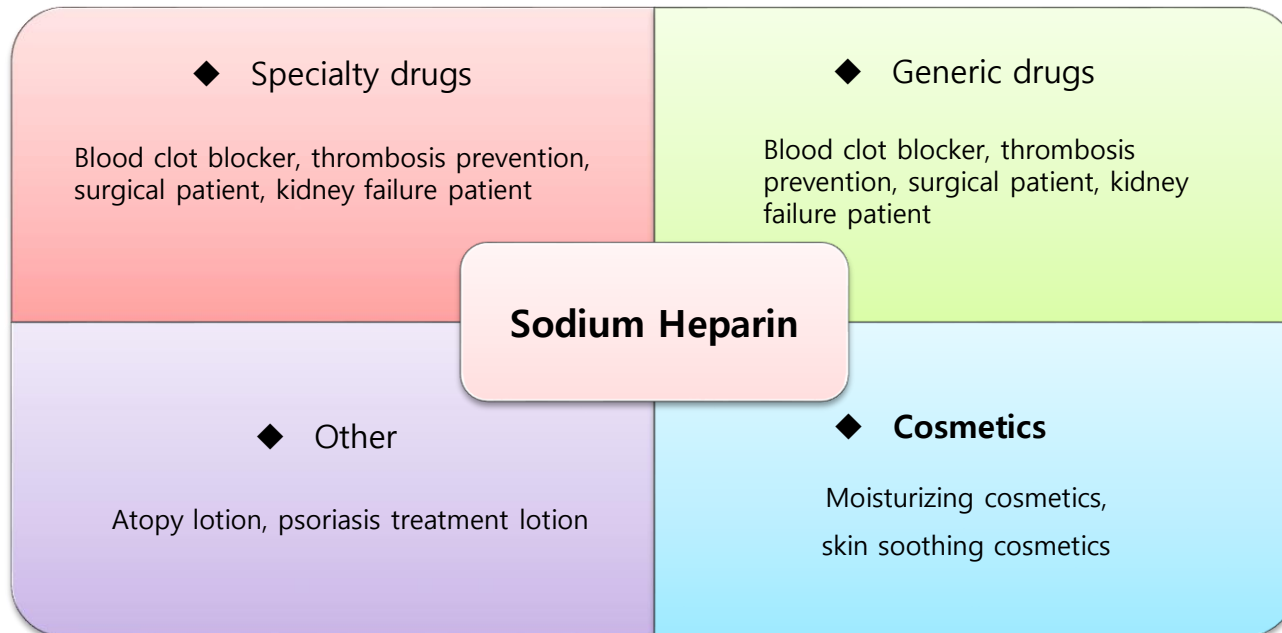 ◆ Specialty drugs
Blood clot blocker, thrombosis prevention,
surgical patient, kidney failure patient
◆ Generic drugs
Blood clot blocker, thrombosis
prevention, surgical patient, kidney
failure patient
Sodium Heparin
◆ Other
Atopy lotion, psoriasis treatment lotion
◆ Cosmetics
Moisturizing cosmetics,
skin soothing cosmetics